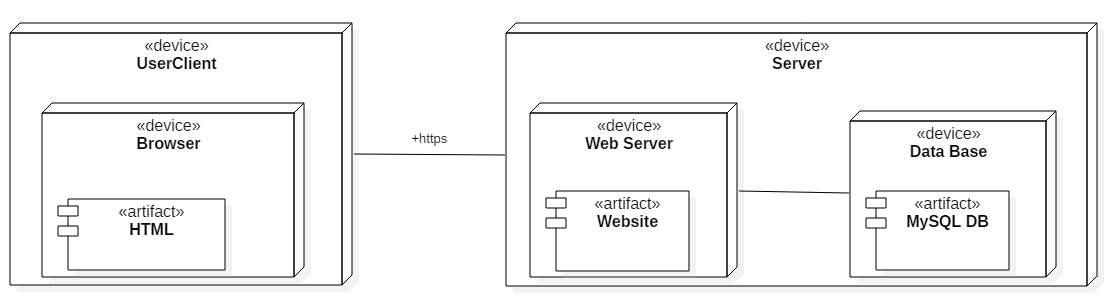 «device»
UserClient
«device»
Browser
«artifact»
HTML
+https
«device»
Server
«device»
Web Server
«artifact»
Website
«device»
Data Base
«artifact»
MySQL DB